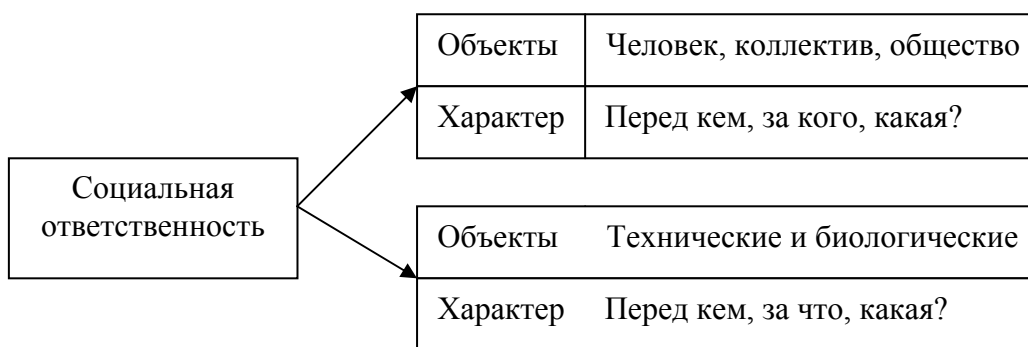 Объекты Человек, коллектив, общество
Характер Перед кем, за кого, какая?
Социальная
ответственность
Объекты Технические и биологические
Характер Перед кем, за что, какая?